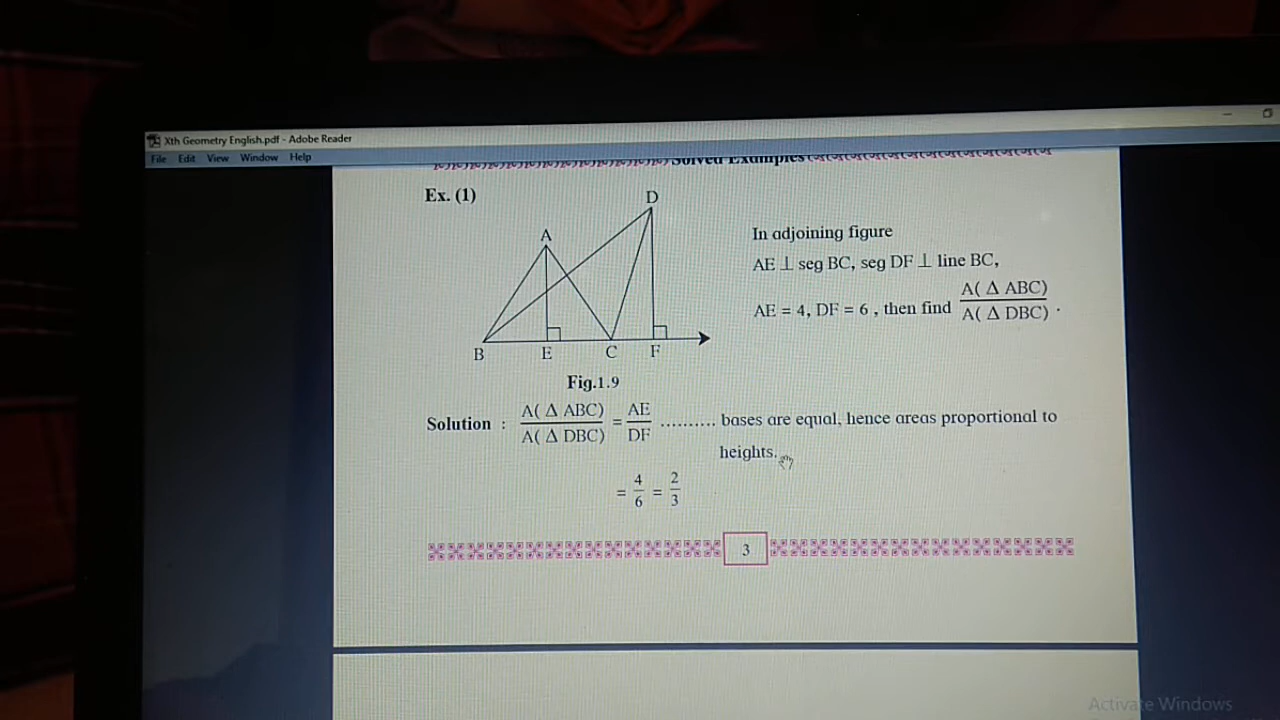 Xth Geometry English.pdf - Adobe Reader
File Edit View Window Help
Solved Examples
Ex. (1)
D
A
B E C F
Fig.1.9
In adjoining figure
AE ⊥ seg BC, seg DF ⊥ line BC,
AE = 4, DF = 6 , then find A( Δ ABC) / A( Δ DBC) .
Solution : A( Δ ABC) / A( Δ DBC) = AE / DF .......... bases are equal, hence areas proportional to
heights.
= 4/6 = 2/3
3
Activate Windows